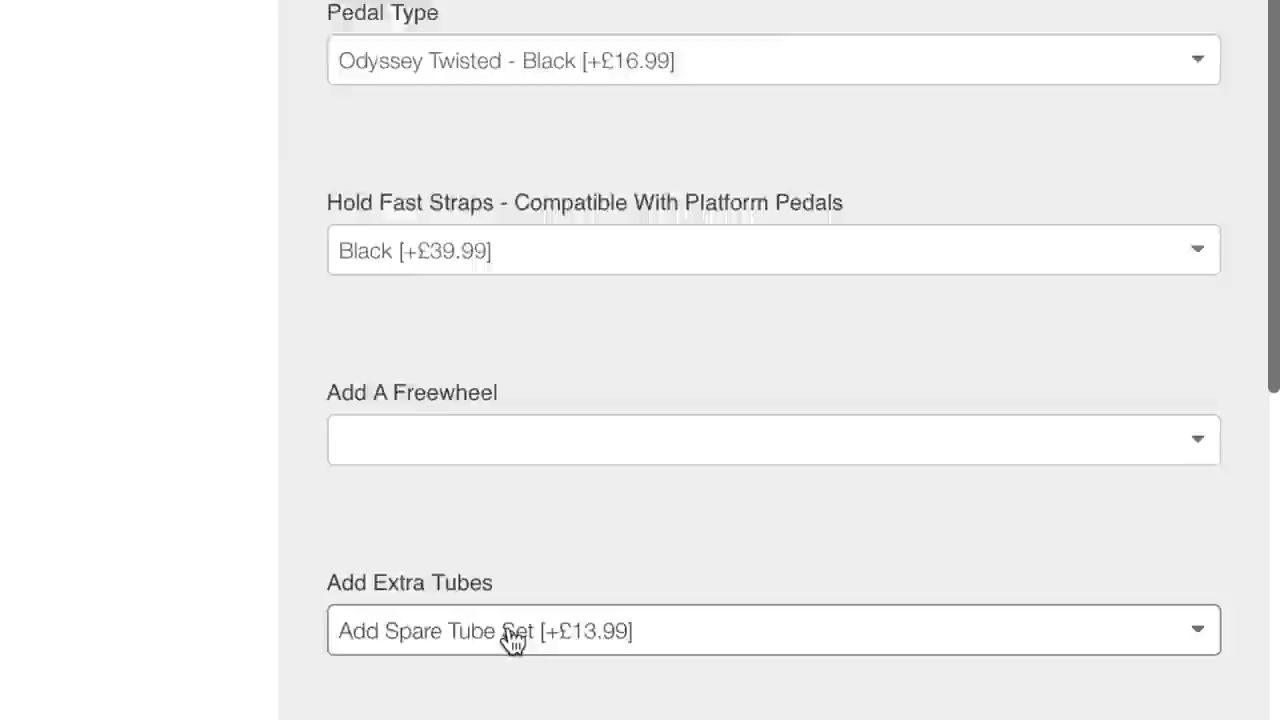 Pedal Type
Odyssey Twisted - Black [+£16.99]
Hold Fast Straps - Compatible With Platform Pedals
Black [+£39.99]
Add A Freewheel
Add Extra Tubes
Add Spare Tube Set [+£13.99]